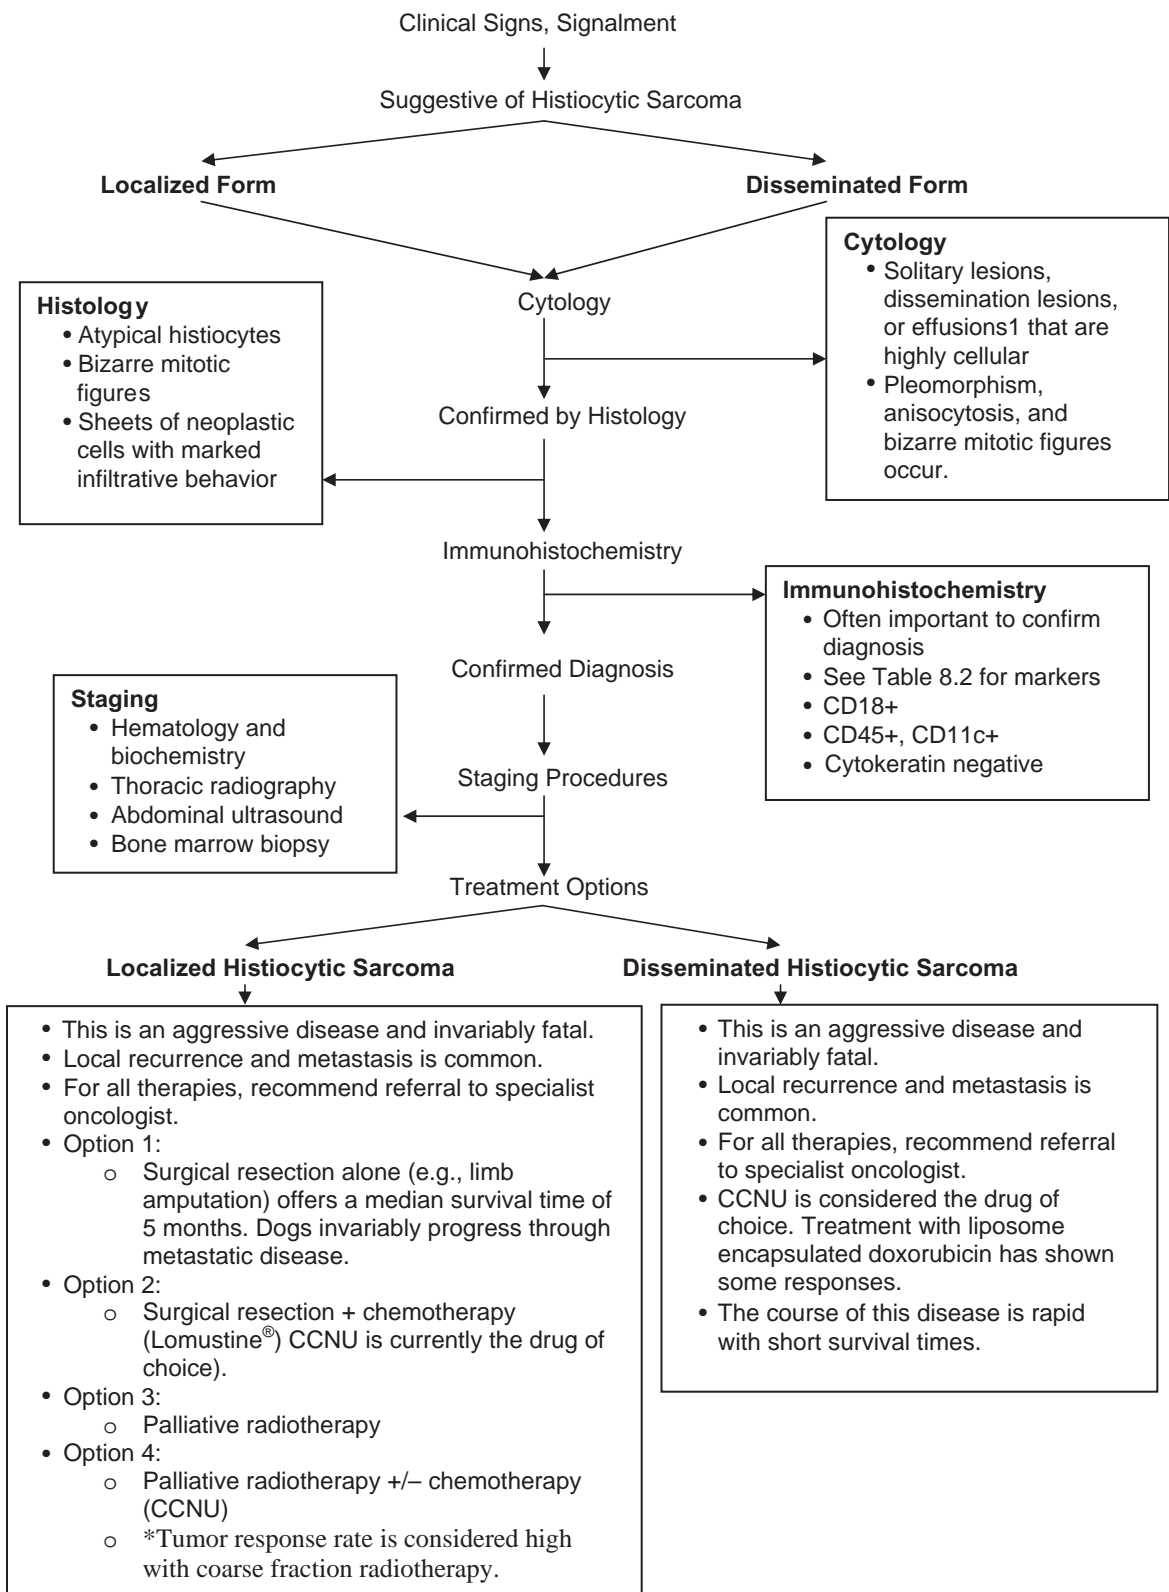 Clinical Signs, Signalment
Suggestive of Histiocytic Sarcoma
Localized Form
Disseminated Form
Cytology
• Solitary lesions,
dissemination lesions,
or effusions1 that are
highly cellular
• Pleomorphism,
anisocytosis, and
bizarre mitotic figures
occur.
Cytology
Histology
• Atypical histiocytes
• Bizarre mitotic
figures
• Sheets of neoplastic
cells with marked
infiltrative behavior
Confirmed by Histology
Immunohistochemistry
Immunohistochemistry
• Often important to confirm
diagnosis
• See Table 8.2 for markers
• CD18+
• CD45+, CD11c+
• Cytokeratin negative
Confirmed Diagnosis
Staging
• Hematology and
biochemistry
• Thoracic radiography
• Abdominal ultrasound
• Bone marrow biopsy
Staging Procedures
Treatment Options
Localized Histiocytic Sarcoma
• This is an aggressive disease and invariably fatal.
• Local recurrence and metastasis is common.
• For all therapies, recommend referral to specialist
oncologist.
• Option 1:
o Surgical resection alone (e.g., limb
amputation) offers a median survival time of
5 months. Dogs invariably progress through
metastatic disease.
• Option 2:
o Surgical resection + chemotherapy
(Lomustine®) CCNU is currently the drug of
choice).
• Option 3:
o Palliative radiotherapy
• Option 4:
o Palliative radiotherapy +/– chemotherapy
(CCNU)
o *Tumor response rate is considered high
with coarse fraction radiotherapy.
Disseminated Histiocytic Sarcoma
• This is an aggressive disease and
invariably fatal.
• Local recurrence and metastasis is
common.
• For all therapies, recommend referral
to specialist oncologist.
• CCNU is considered the drug of
choice. Treatment with liposome
encapsulated doxorubicin has shown
some responses.
• The course of this disease is rapid
with short survival times.